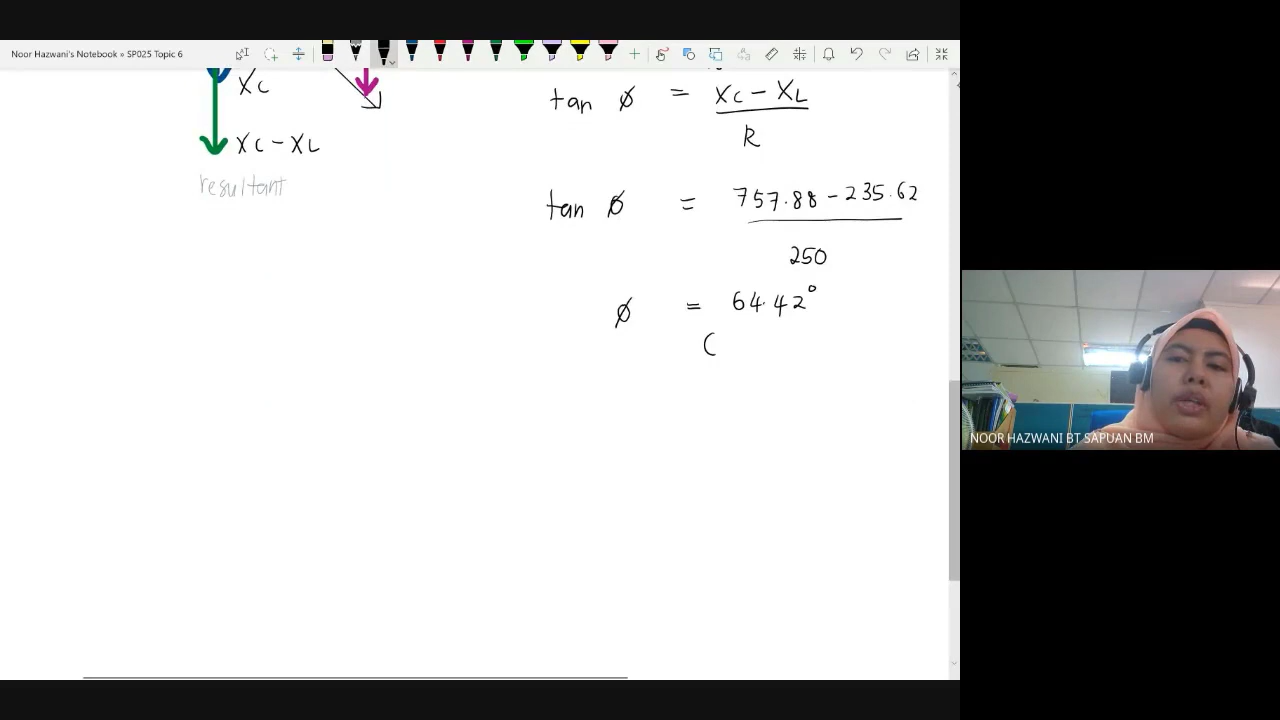 Noor Hazwani's Notebook » SP025 Topic 6
Xc
Xc - XL
resultant
tan ø = Xc - XL
R
tan ø = 757.88 - 235.62
250
ø = 64.42°
(
NOOR HAZWANI BT SAPUAN BM